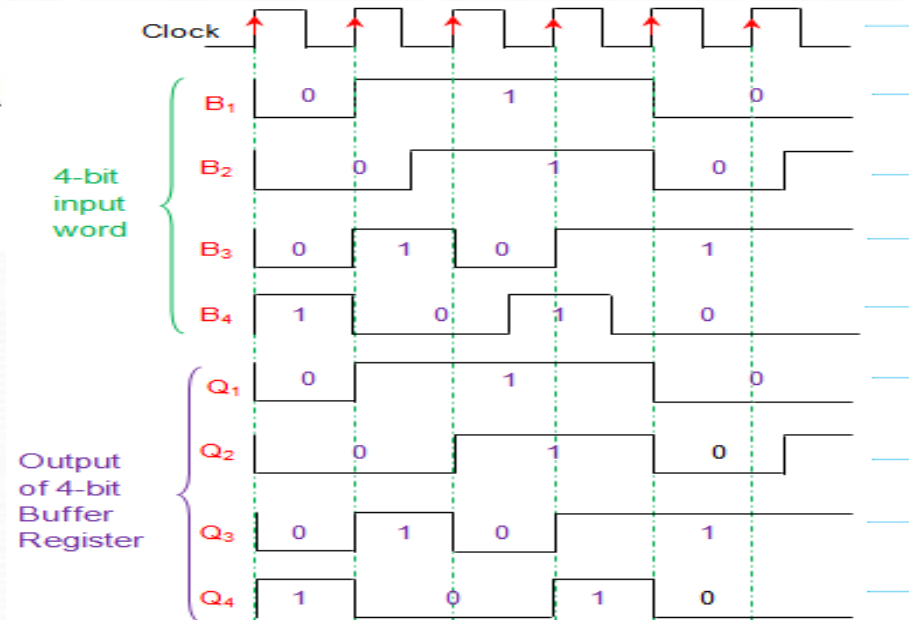 Clock
B₁ 0 1 0
B₂ 0 1 0
4-bit
input
word
B₃ 0 1 0 1
B₄ 1 0 1 0
Q₁ 0 1 0
Q₂ 0 1 0
Output
of 4-bit
Buffer
Register
Q₃ 0 1 0 1
Q₄ 1 0 1 0